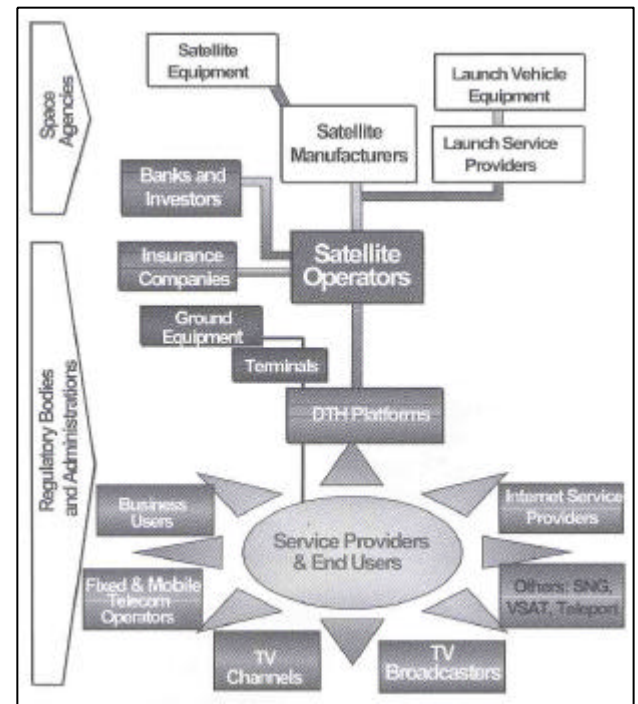 Space
Agencies
Satellite
Equipment
Launch Vehicle
Equipment
Satellite
Manufacturers
Launch Service
Providers
Banks and
Investors
Satellite
Operators
Insurance
Companies
Regulatory Bodies
and Administrations
Ground
Equipment
Terminals
DTH Platforms
Business
Users
Internet Service
Providers
Service Providers
& End Users
Fixed & Mobile
Telecom
Operators
Others: SNG,
VSAT, Teleport
TV
Channels
TV
Broadcasters